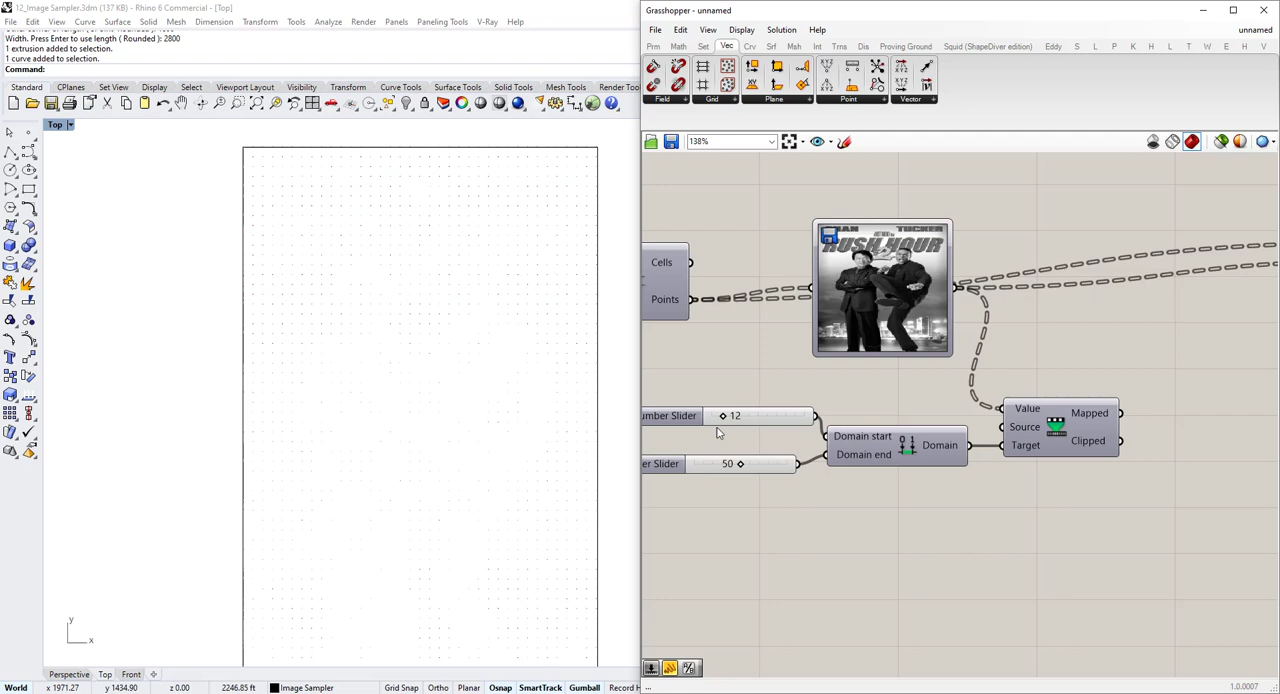 12_Image Sampler.3dm (137 KB) - Rhino 6 Commercial - [Top]
File Edit View Curve Surface Solid Mesh Dimension Transform Tools Analyze Render Panels Paneling Tools V-Ray Help
Width. Press Enter to use length ( Rounded ): 2800
1 extrusion added to selection.
1 curve added to selection.
Command:
Standard CPlanes Set View Display Select Viewport Layout Visibility Transform Curve Tools Surface Tools Solid Tools Mesh Tools Render Too
Top
y
x
Perspective Top Front
World x 1971.27 y 1434.90 z 0.00 2246.85 ft Image Sampler Grid Snap Ortho Planar Osnap SmartTrack Gumball Record H
Grasshopper - unnamed
File Edit View Display Solution Help unnamed
Prm Math Set Vec Crv Srf Msh Int Trns Dis Proving Ground Squid (ShapeDiver edition) Eddy S L P K H L T W E H V
Field Grid Plane Point Vector
138%
Cells
Points
RUSH HOUR
TUCKER
umber Slider 12
er Slider 50
Domain start
Domain end
Domain
Value
Source
Target
Mapped
Clipped
...
1.0.0007